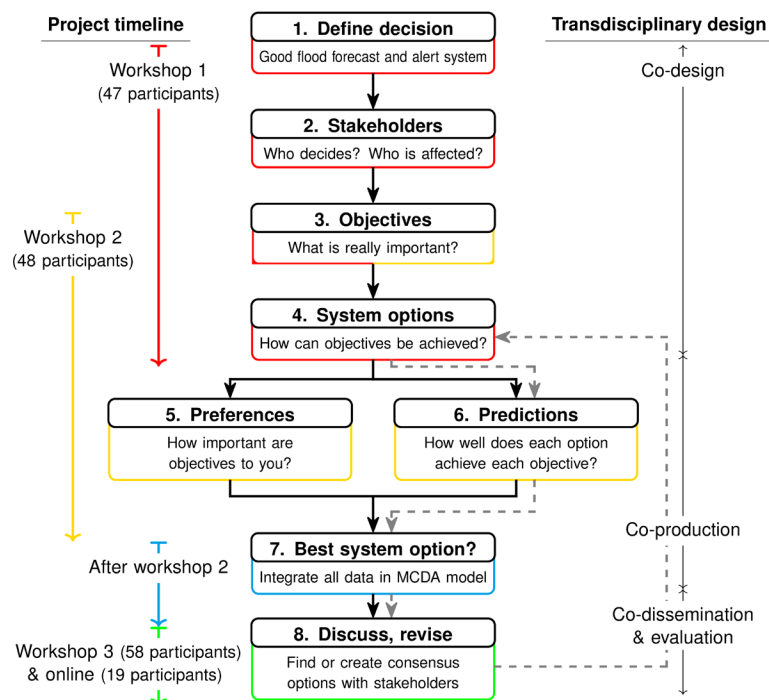 Project timeline
Workshop 1
(47 participants)
Workshop 2
(48 participants)
After workshop 2
Workshop 3 (58 participants)
& online (19 participants)
1. Define decision
Good flood forecast and alert system
2. Stakeholders
Who decides? Who is affected?
3. Objectives
What is really important?
4. System options
How can objectives be achieved?
5. Preferences
How important are
objectives to you?
6. Predictions
How well does each option
achieve each objective?
7. Best system option?
Integrate all data in MCDA model
8. Discuss, revise
Find or create consensus
options with stakeholders
Transdisciplinary design
Co-design
Co-production
Co-dissemination
& evaluation